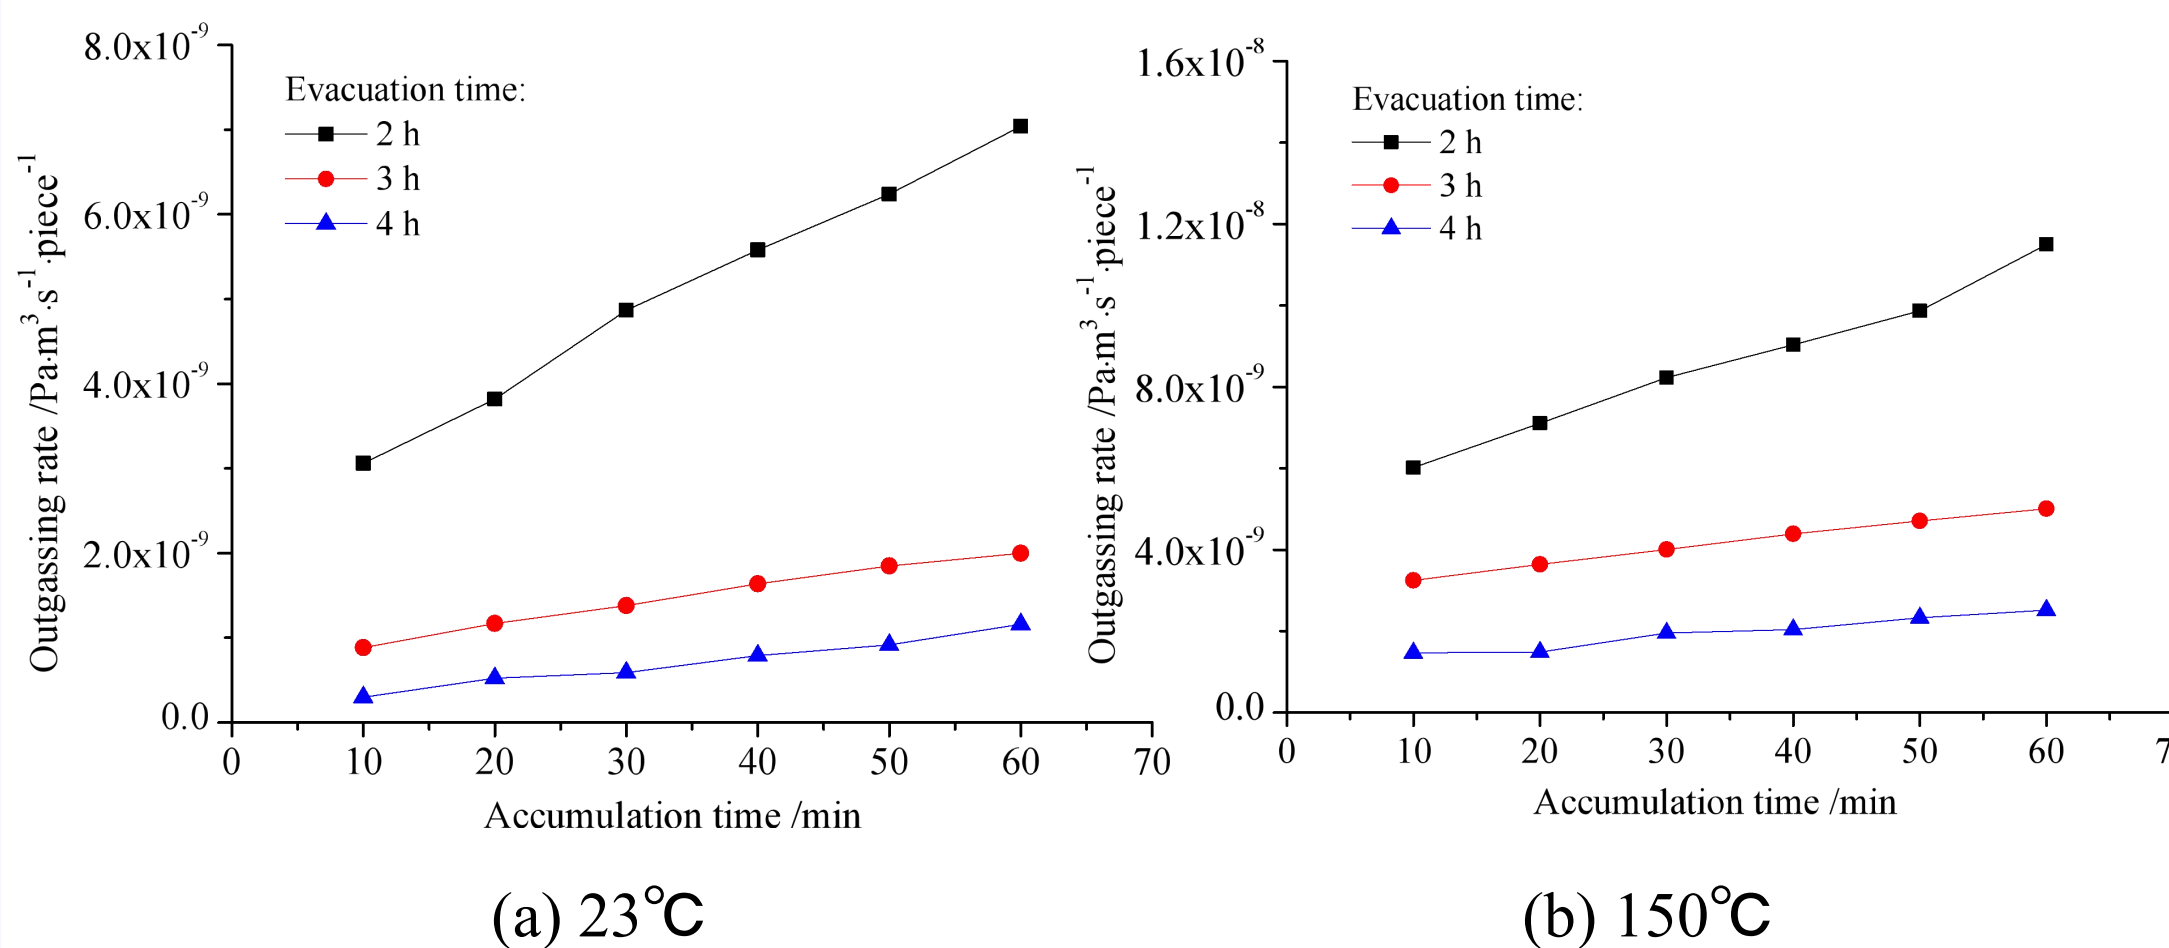 8.0x10⁻⁹
6.0x10⁻⁹
4.0x10⁻⁹
2.0x10⁻⁹
0.0
Outgassing rate /Pa·m³·s⁻¹·piece⁻¹
Evacuation time:
2 h
3 h
4 h
0 10 20 30 40 50 60 70
Accumulation time /min
(a) 23℃
1.6x10⁻⁸
1.2x10⁻⁸
8.0x10⁻⁹
4.0x10⁻⁹
0.0
Outgassing rate /Pa·m³·s⁻¹·piece⁻¹
Evacuation time:
2 h
3 h
4 h
0 10 20 30 40 50 60 7
Accumulation time /min
(b) 150℃